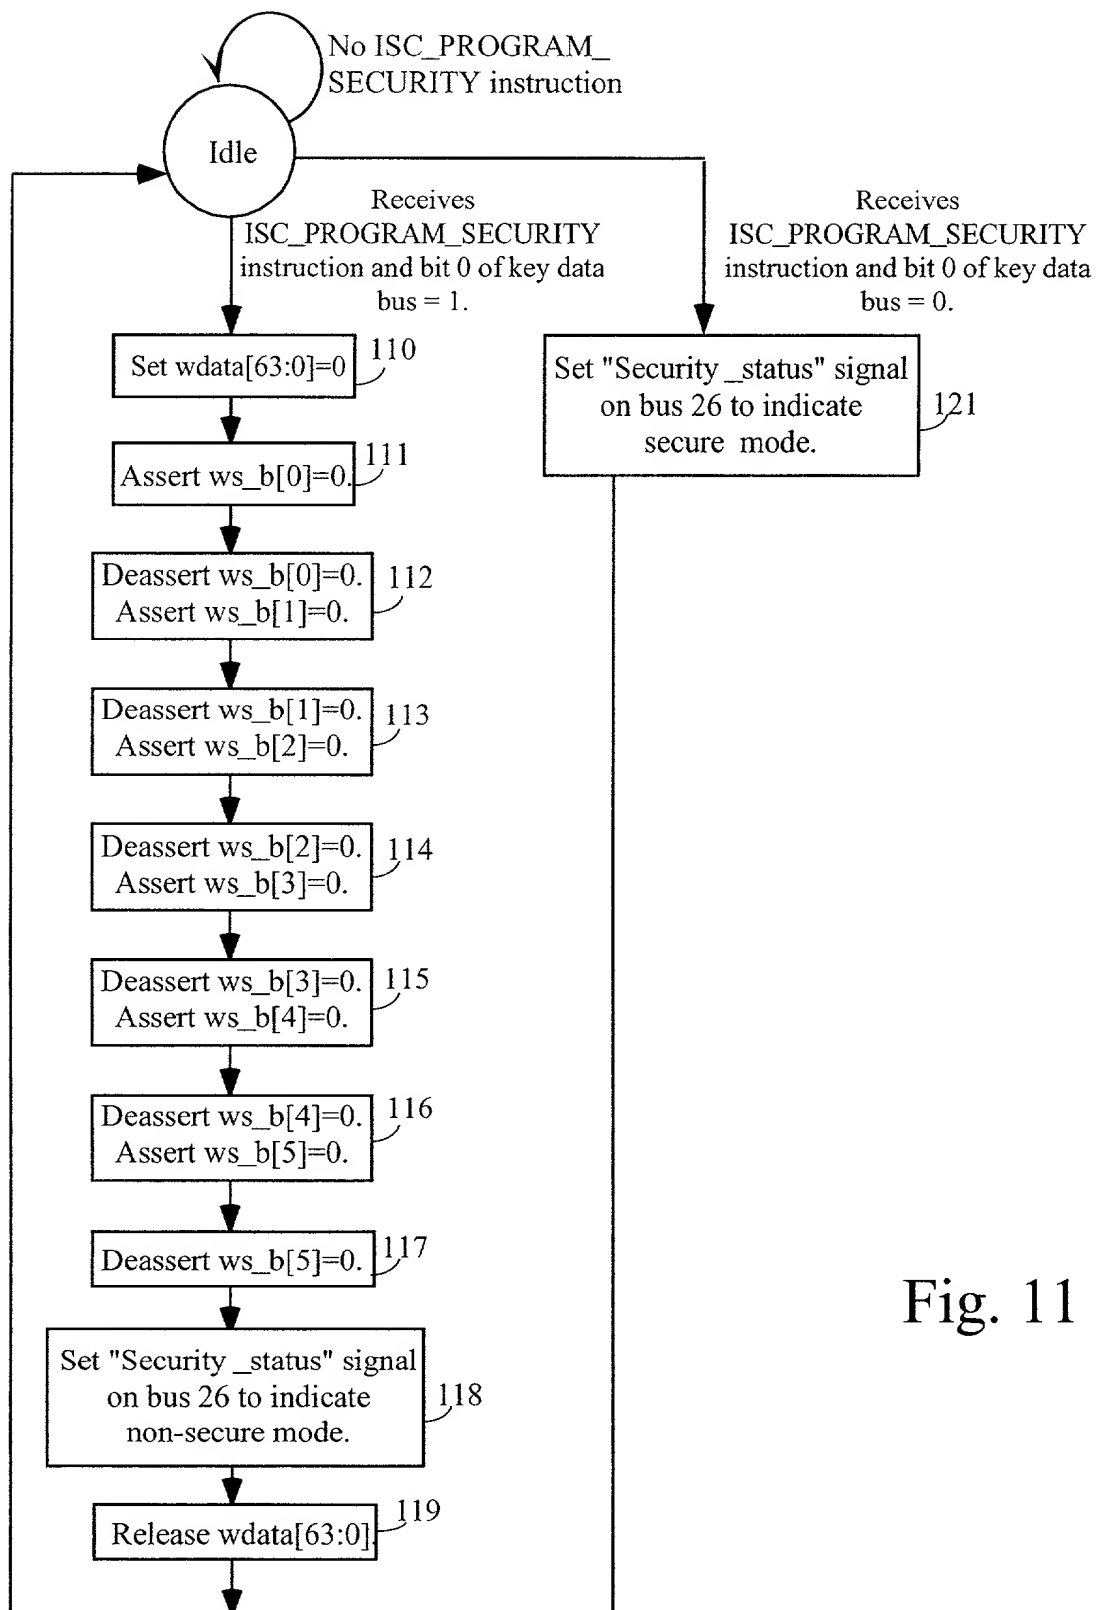 No ISC_PROGRAM_
SECURITY instruction
Idle
Receives
ISC_PROGRAM_SECURITY
instruction and bit 0 of key data
bus = 1.
Receives
ISC_PROGRAM_SECURITY
instruction and bit 0 of key data
bus = 0.
Set wdata[63:0]=0
110
Set "Security_status" signal
on bus 26 to indicate
secure mode.
121
Assert ws_b[0]=0.
111
Deassert ws_b[0]=0.
Assert ws_b[1]=0.
112
Deassert ws_b[1]=0.
Assert ws_b[2]=0.
113
Deassert ws_b[2]=0.
Assert ws_b[3]=0.
114
Deassert ws_b[3]=0.
Assert ws_b[4]=0.
115
Deassert ws_b[4]=0.
Assert ws_b[5]=0.
116
Deassert ws_b[5]=0.
117
Set "Security_status" signal
on bus 26 to indicate
non-secure mode.
118
Release wdata[63:0].
119
Fig. 11